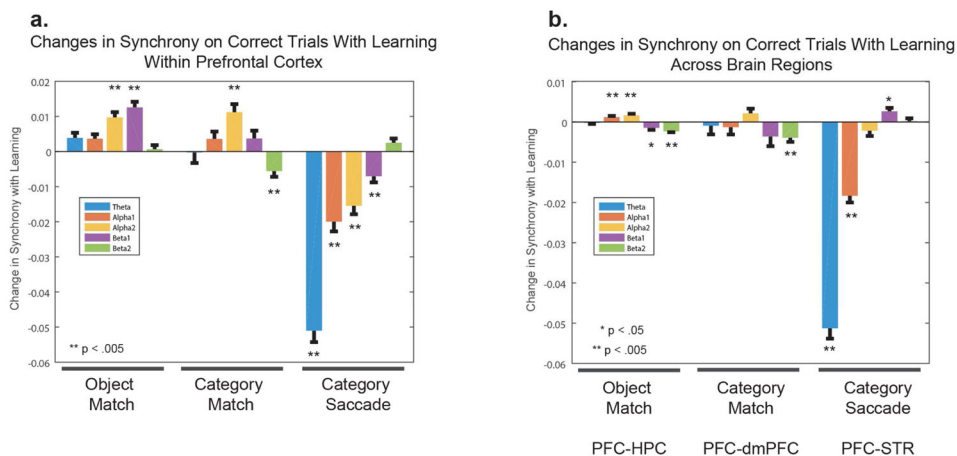 a.
Changes in Synchrony on Correct Trials With Learning
Within Prefrontal Cortex
Change in Synchrony with Learning
0.02
0.01
0
-0.01
-0.02
-0.03
-0.04
-0.05
-0.06
** **
**
**
**
**
**
**
Theta
Alpha1
Alpha2
Beta1
Beta2
** p < .005
Object
Match
Category
Match
Category
Saccade
b.
Changes in Synchrony on Correct Trials With Learning
Across Brain Regions
Change in Synchrony with Learning
0.01
0
-0.01
-0.02
-0.03
-0.04
-0.05
-0.06
** **
*
* **
**
**
**
Theta
Alpha1
Alpha2
Beta1
Beta2
* p < .05
** p < .005
Object
Match
Category
Match
Category
Saccade
PFC-HPC PFC-dmPFC PFC-STR